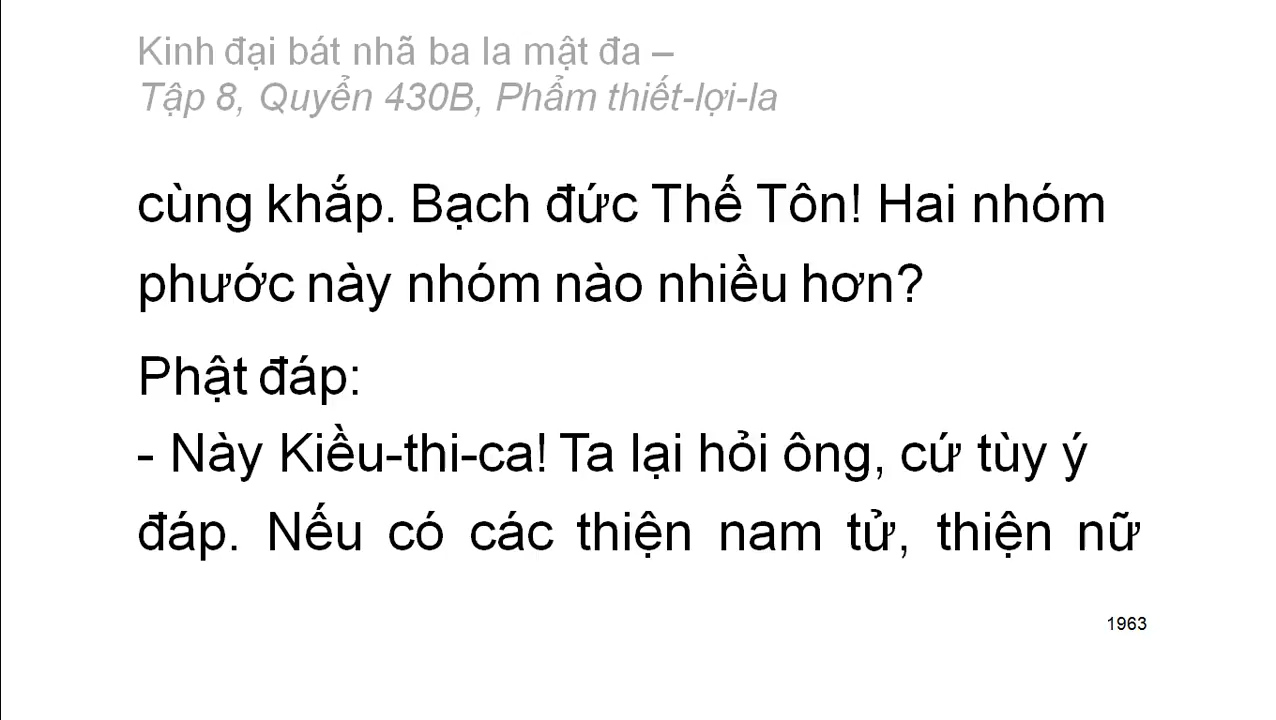 Kinh đại bát nhã ba la mật đa –
Tập 8, Quyển 430B, Phẩm thiết-lợi-la
cùng khắp. Bạch đức Thế Tôn! Hai nhóm
phước này nhóm nào nhiều hơn?
Phật đáp:
- Này Kiều-thi-ca! Ta lại hỏi ông, cứ tùy ý
đáp. Nếu có các thiện nam tử, thiện nữ
1963